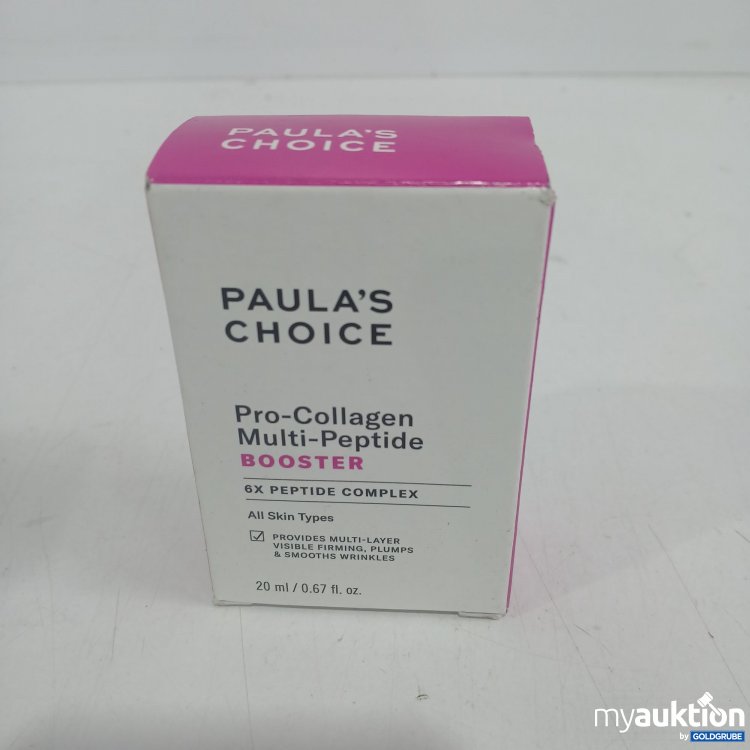 PAULA'S
CHOICE
PAULA'S
CHOICE
Pro-Collagen
Multi-Peptide
BOOSTER
6X PEPTIDE COMPLEX
All Skin Types
PROVIDES MULTI-LAYER
VISIBLE FIRMING, PLUMPS
& SMOOTHS WRINKLES
20 ml / 0.67 fl. oz.
myauktion
by GOLDGRUBE